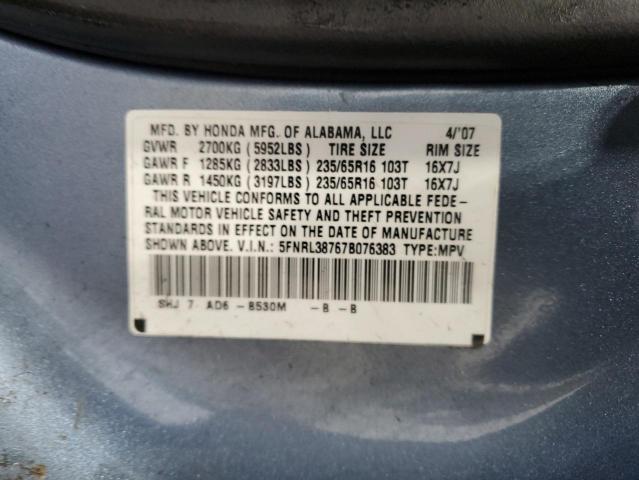 MFD. BY HONDA MFG. OF ALABAMA, LLC 4/'07
GVWR 2700KG (5952LBS) TIRE SIZE RIM SIZE
GAWR F 1285KG (2833LBS) 235/65R16 103T 16X7J
GAWR R 1450KG (3197LBS) 235/65R16 103T 16X7J
THIS VEHICLE CONFORMS TO ALL APPLICABLE FEDE-
RAL MOTOR VEHICLE SAFETY AND THEFT PREVENTION
STANDARDS IN EFFECT ON THE DATE OF MANUFACTURE
SHOWN ABOVE. V.I.N.: 5FNRL38767B076383 TYPE:MPV
SHJ 7 AD6 - B530M - B - B